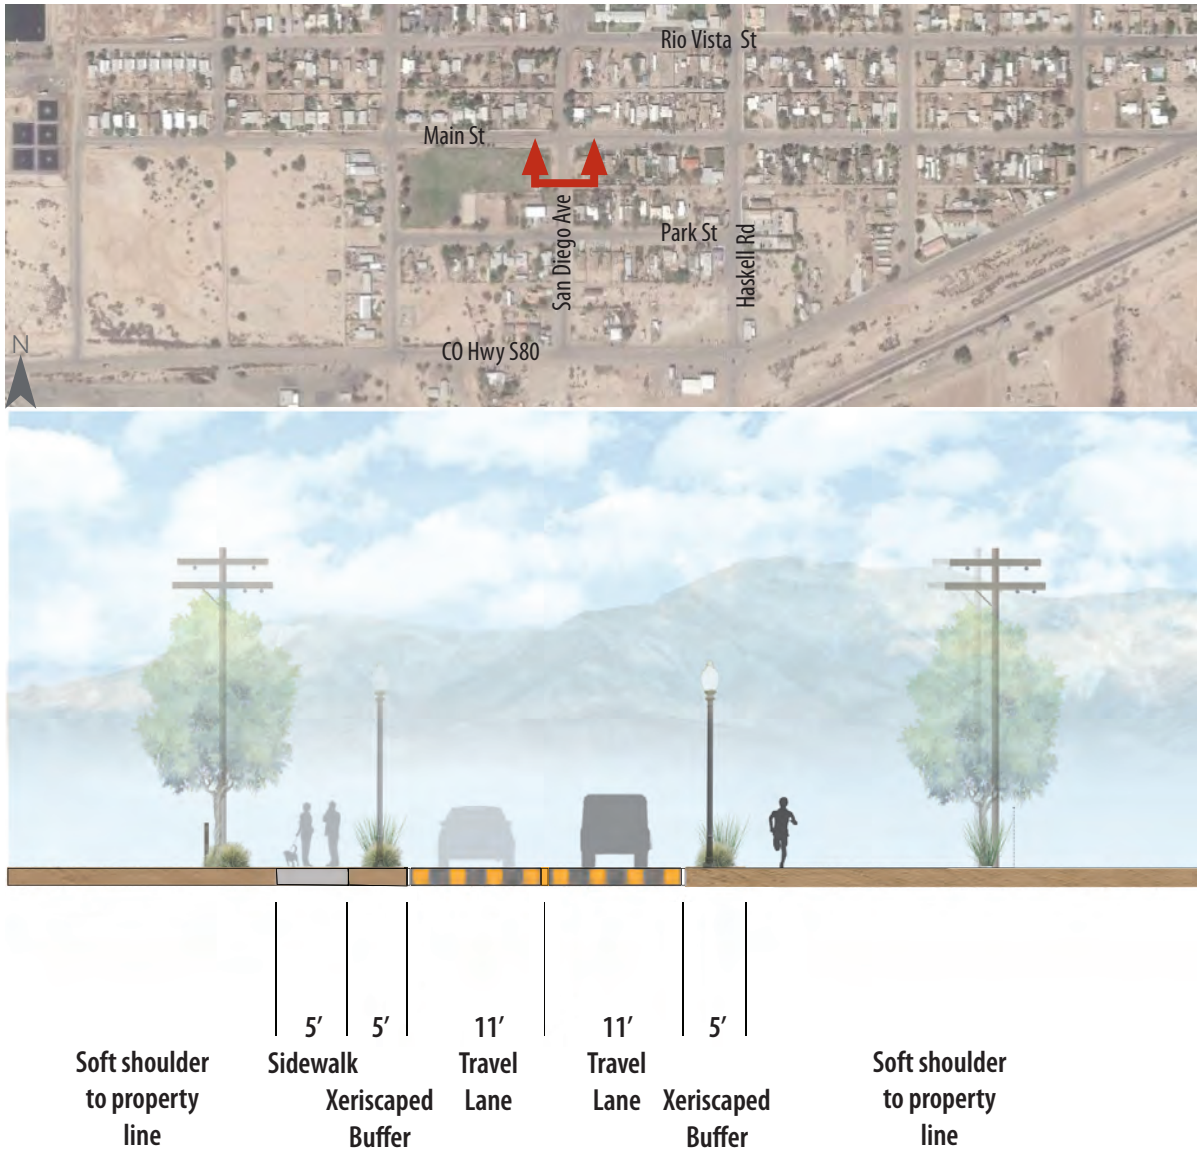 Rio Vista St
Main St
San Diego Ave
Park St
Haskell Rd
CO Hwy S80
N
5’ 5’ 11’ 11’ 5’
Soft shoulder
to property
line
Sidewalk
Xeriscaped
Buffer
Travel
Lane
Travel
Lane
Xeriscaped
Buffer
Soft shoulder
to property
line